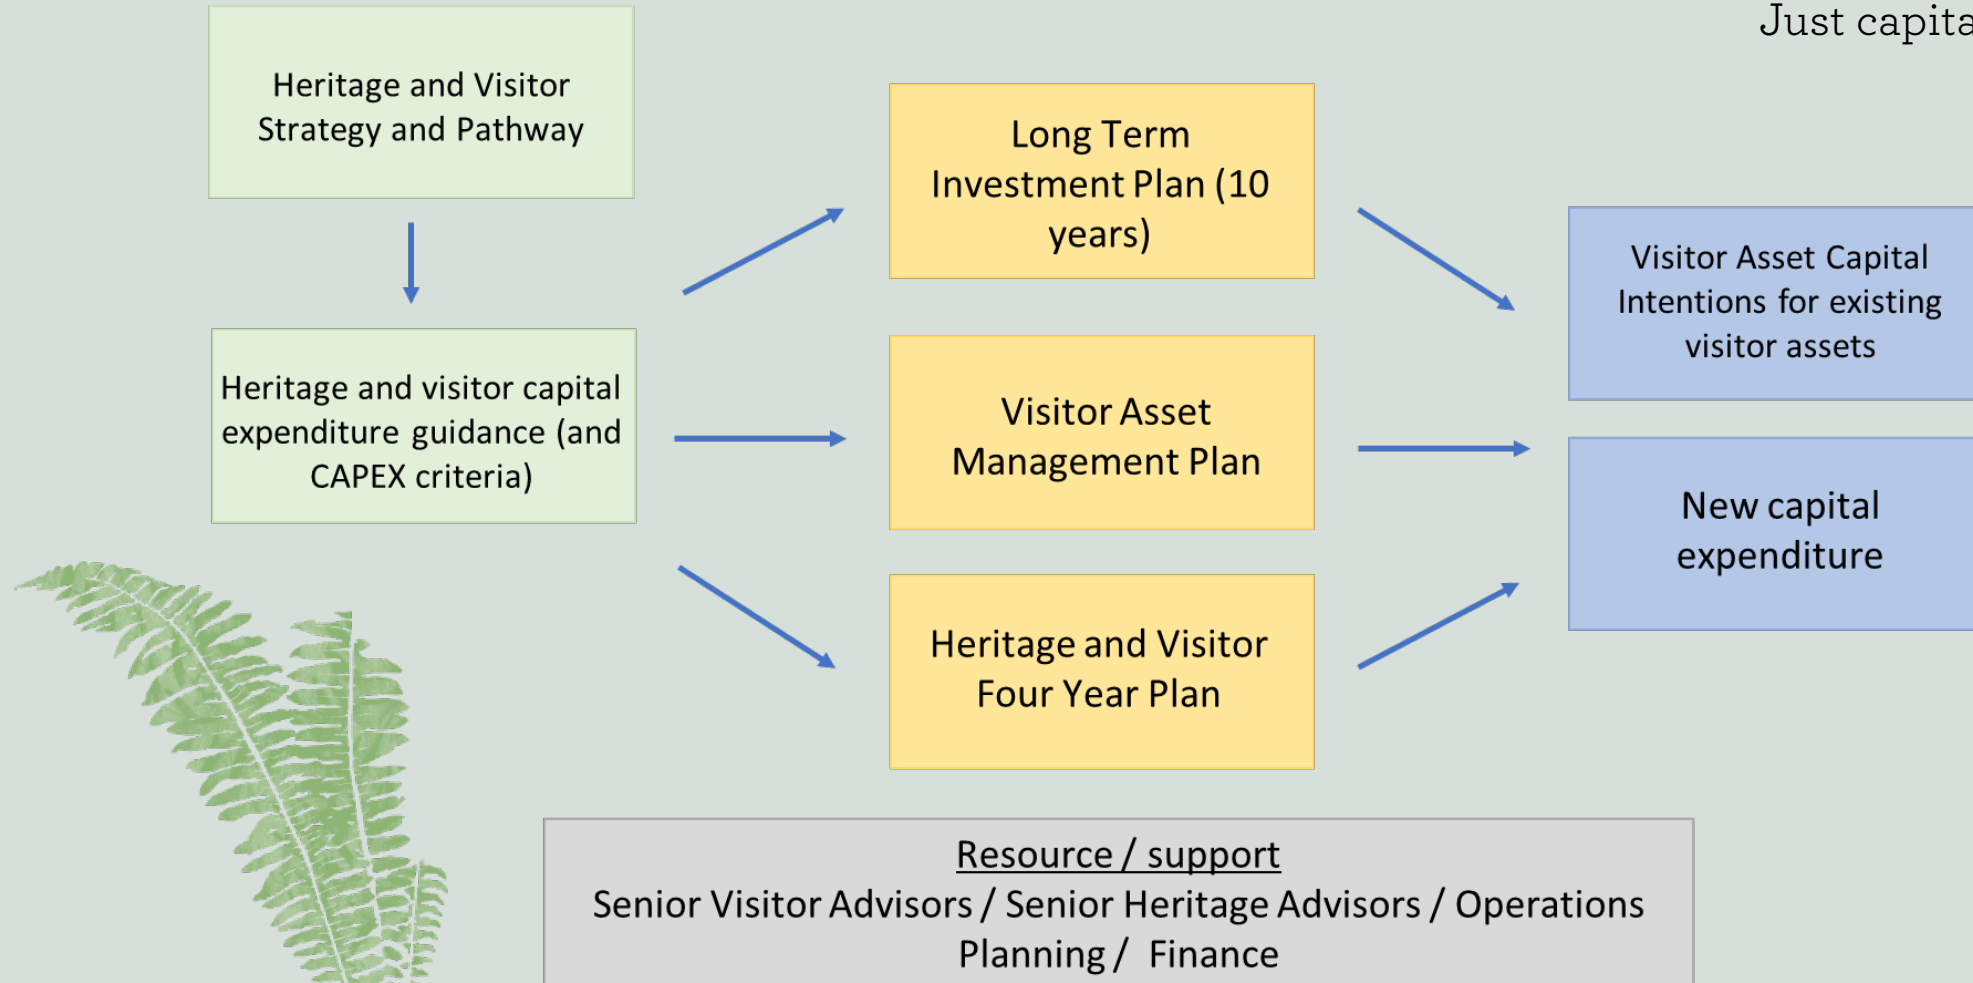 Just
Heritage and Visitor
Strategy and Pathway
Heritage and visitor capital
expenditure guidance (and
CAPEX criteria)
Long Term
Investment Plan (10
years)
Visitor Asset
Management Plan
Heritage and Visitor
Four Year Plan
Visitor Asset Capital
Intentions for existing
visitor assets
New capital
expenditure
Resource / support
Senior Visitor Advisors / Senior Heritage Advisors / Operations
Planning / Finance